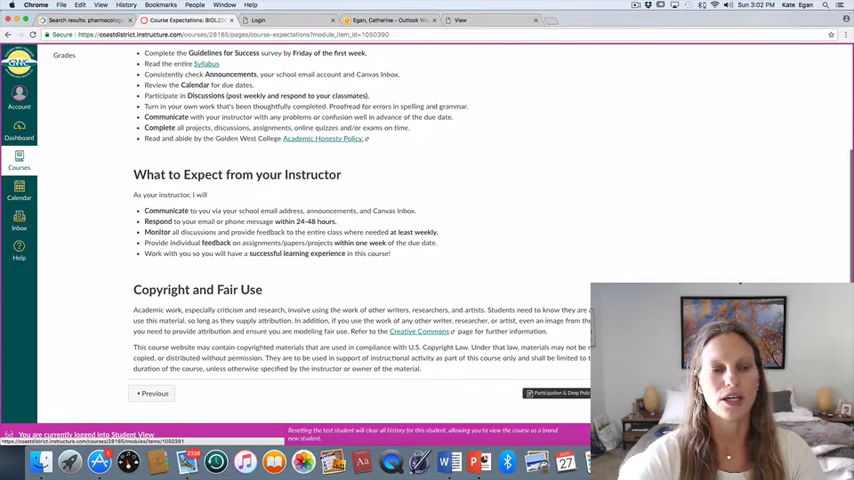 Chrome File Edit View History Bookmarks People Window Help Sun 3:02 PM Kate Egan
Search results: pharmacolog Course Expectations: BIOL200 Login Egan, Catharine - Outlook We View
Secure https://coastdistrict.instructure.com/courses/28165/pages/course-expectations?module_item_id=1050390
GWC
Account
Dashboard
Courses
Calendar
Inbox
Help
Grades
Complete the Guidelines for Success survey by Friday of the first week.
Read the entire Syllabus
Consistently check Announcements, your school email account and Canvas Inbox.
Review the Calendar for due dates.
Participate in Discussions (post weekly and respond to your classmates).
Turn in your own work that's been thoughtfully completed. Proofread for errors in spelling and grammar.
Communicate with your instructor with any problems or confusion well in advance of the due date.
Complete all projects, discussions, assignments, online quizzes and/or exams on time.
Read and abide by the Golden West College Academic Honesty Policy.
What to Expect from your Instructor
As your instructor, I will
Communicate to you via your school email address, announcements, and Canvas Inbox.
Respond to your email or phone message within 24-48 hours.
Monitor all discussions and provide feedback to the entire class where needed at least weekly.
Provide individual feedback on assignments/papers/projects within one week of the due date.
Work with you so you will have a successful learning experience in this course!
Copyright and Fair Use
Academic work, especially criticism and research, involve using the work of other writers, researchers, and artists. Students need to know they are
use this material, so long as they supply attribution. In addition, if you use the work of any other writer, researcher, or artist, even an image from the
you need to provide attribution and ensure you are modeling fair use. Refer to the Creative Commons page for further information.
This course website may contain copyrighted materials that are used in compliance with U.S. Copyright Law. Under that law, materials may not be
copied, or distributed without permission. They are to be used in support of instructional activity as part of this course only and shall be limited to
duration of the course, unless otherwise specified by the instructor or owner of the material.
Previous
Participation & Drop Polic
You are currently logged into Student View
Resetting the test student will clear all history for this student, allowing you to view the course as a brand
new student.
https://coastdistrict.instructure.com/courses/28165/modules/items/1050391
2338
AUG
27